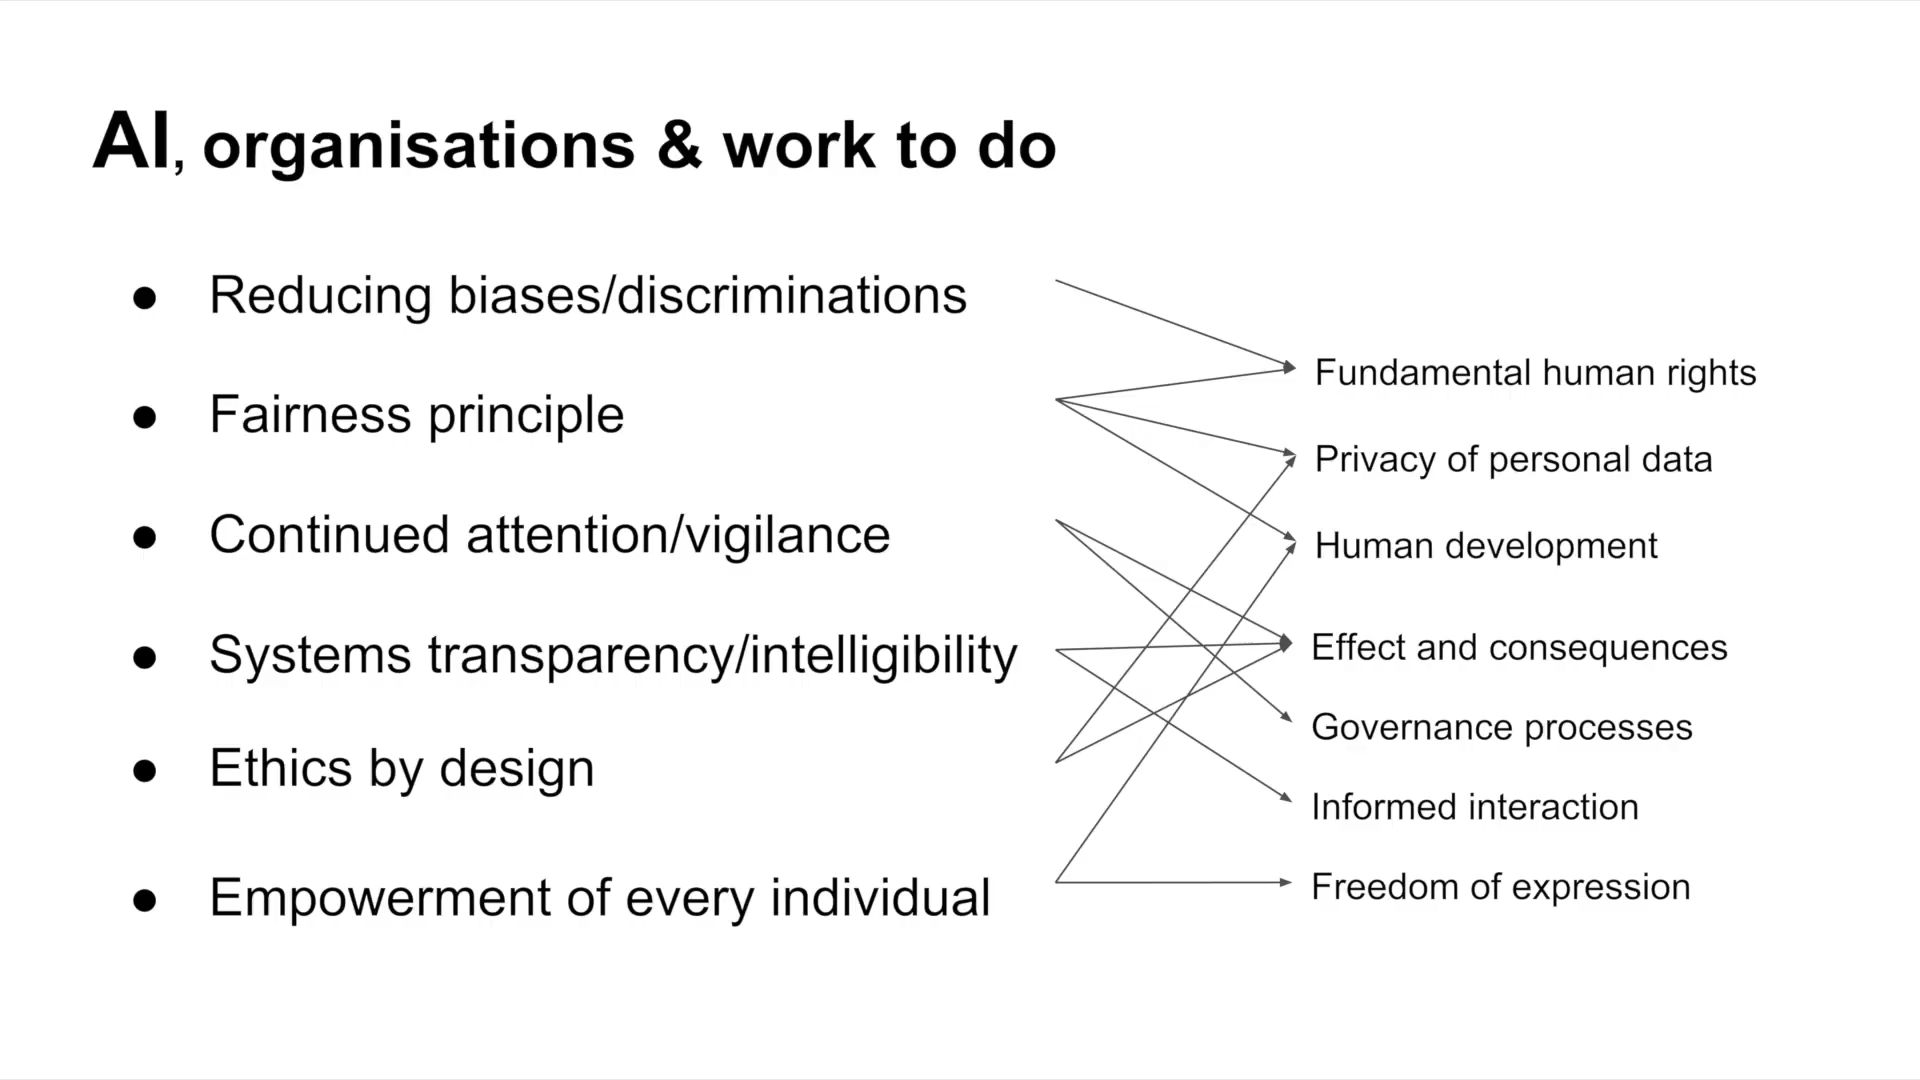 AI, organisations & work to do
● Reducing biases/discriminations
● Fairness principle
● Continued attention/vigilance
● Systems transparency/intelligibility
● Ethics by design
● Empowerment of every individual
Fundamental human rights
Privacy of personal data
Human development
Effect and consequences
Governance processes
Informed interaction
Freedom of expression